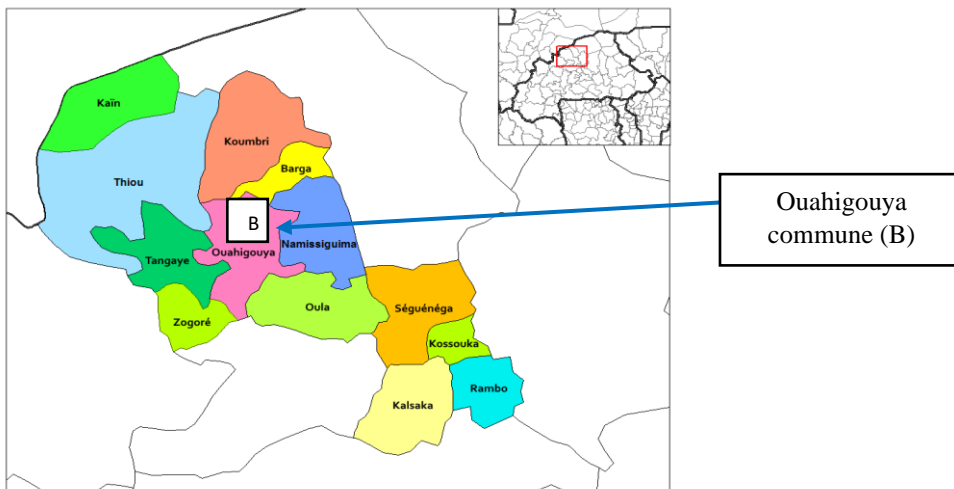 Kaïn
Koumbri
Barga
Thiou
B
Ouahigouya
commune (B)
Namissiguima
Ouahigouya
Tangaye
Oula
Séguénéga
Zogoré
Kossouka
Rambo
Kalsaka